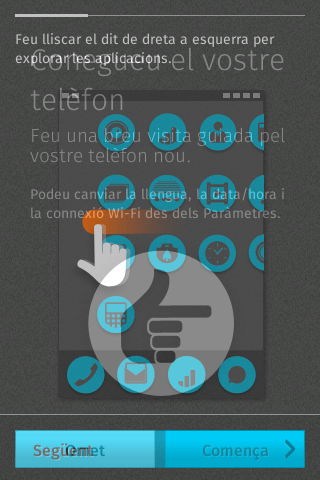 Feu lliscar el dit de dreta a esquerra per
explorar les aplicacions.
Conegueu el vostre
telèfon
Feu una breu visita guiada pel
vostre telèfon nou.
Podeu canviar la llengua, la data/hora i
la connexió Wi-Fi des dels Paràmetres.
Següent
Omet
Comença